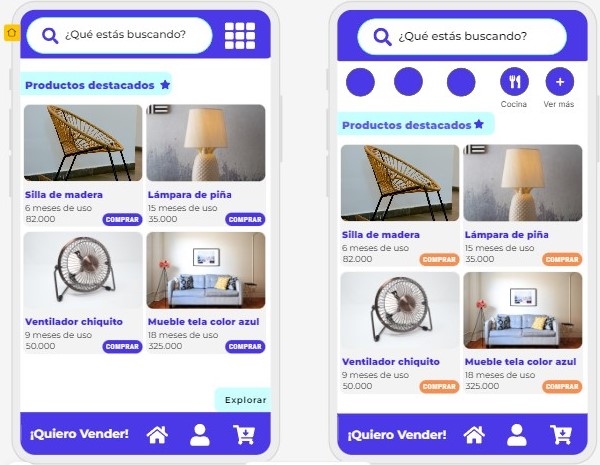 ¿Qué estás buscando?
Productos destacados
Silla de madera
6 meses de uso
82.000
COMPRAR
Lámpara de piña
15 meses de uso
35.000
COMPRAR
Ventilador chiquito
9 meses de uso
50.000
COMPRAR
Mueble tela color azul
18 meses de uso
325.000
COMPRAR
Explorar
¡Quiero Vender!
¿Qué estás buscando?
Cocina
Ver más
Productos destacados
Silla de madera
6 meses de uso
82.000
COMPRAR
Lámpara de piña
15 meses de uso
35.000
COMPRAR
Ventilador chiquito
9 meses de uso
50.000
COMPRAR
Mueble tela color azul
18 meses de uso
325.000
COMPRAR
¡Quiero Vender!